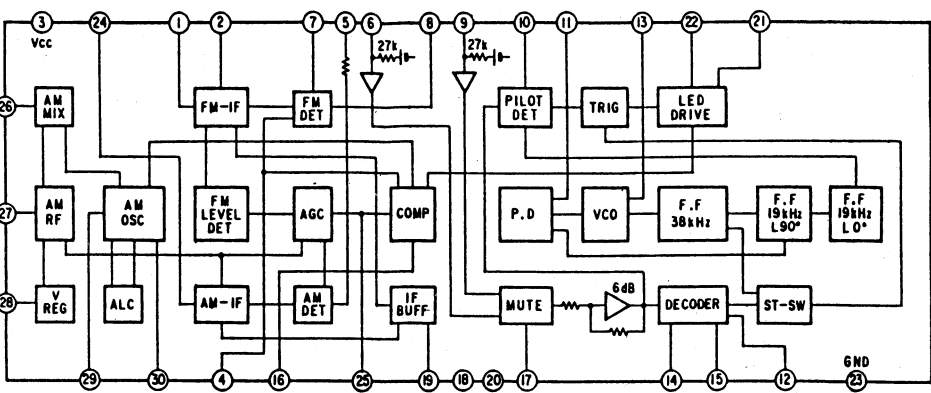 3 24 1 2 7 5 6 8 9 10 11 13 22 21
Vcc
27k
27k
26
AM
MIX
FM-IF
FM
DET
PILOT
DET
TRIG
LED
DRIVE
27
AM
RF
AM
OSC
FM
LEVEL
DET
AGC
COMP
P.D
VCO
F.F
38kHz
F.F
19kHz
L90°
F.F
19kHz
L0°
28
V
REG
ALC
AM-IF
AM
DET
IF
BUFF
MUTE
6dB
DECODER
ST-SW
GND
29 30 4 16 25 19 18 20 17 14 15 12 23